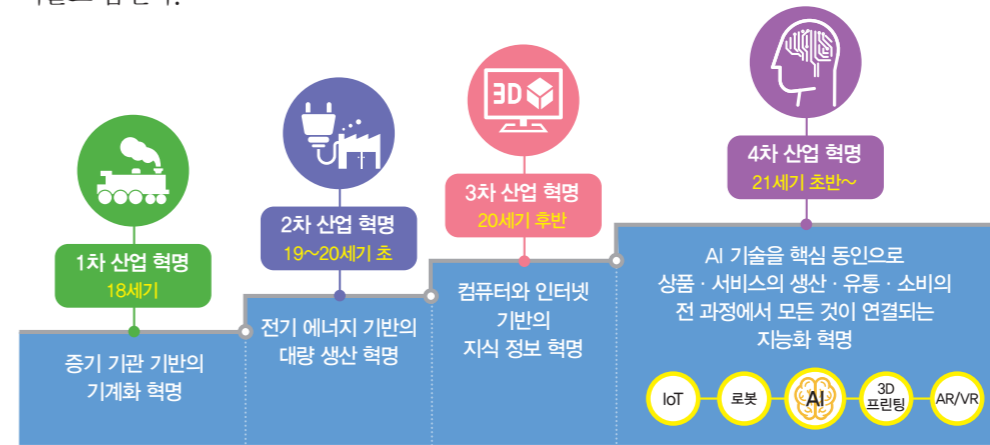 3D
1차 산업 혁명
18세기
증기 기관 기반의
기계화 혁명
2차 산업 혁명
19~20세기 초
전기 에너지 기반의
대량 생산 혁명
3차 산업 혁명
20세기 후반
컴퓨터와 인터넷
기반의
지식 정보 혁명
4차 산업 혁명
21세기 초반~
AI 기술을 핵심 동인으로
상품·서비스의 생산·유통·소비의
전 과정에서 모든 것이 연결되는
지능화 혁명
IoT
로봇
AI
3D
프린팅
AR/VR